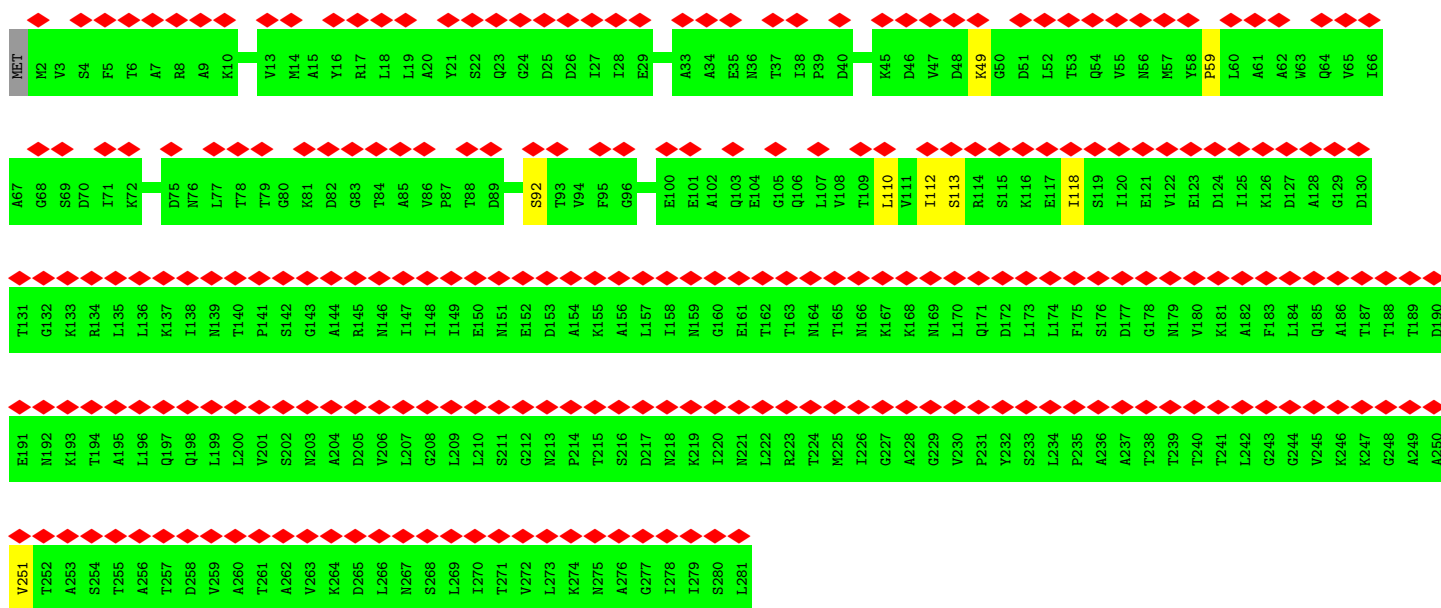 MET M2 V3 S4 F5 T6 A7 R8 A9 K10 V13 M14 A15 Y16 R17 L18 L19 A20 Y21 S22 Q23 G24 D25 D26 I27 I28 E29 A33 A34 E35 N36 T37 I38 P39 D40 K45 D46 V47 D48 K49 G50 D51 L52 T53 Q54 V55 N56 M57 Y58 P59 L60 A61 A62 W63 Q64 V65 I66
A67 G68 S69 D70 I71 K72 D75 N76 L77 T78 T79 G80 K81 D82 G83 T84 A85 V86 P87 T88 D89 S92 T93 V94 F95 G96 E100 E101 A102 Q103 E104 G105 Q106 L107 V108 T109 L110 V111 I112 S113 R114 S115 K116 E117 I118 S119 I120 E121 V122 E123 D124 I125 K126 D127 A128 G129 D130
T131 G132 K133 R134 L135 L136 K137 I138 N139 T140 P141 S142 G143 A144 R145 N146 I147 I148 I149 E150 N151 E152 D153 A154 K155 A156 L157 I158 N159 G160 E161 T162 T163 N164 T165 N166 K167 K168 N169 L170 Q171 D172 L173 L174 F175 S176 D177 G178 N179 V180 K181 A182 F183 L184 Q185 A186 T187 T188 T189 D190
E191 N192 K193 T194 A195 L196 Q197 Q198 L199 L200 V201 S202 N203 A204 D205 V206 L207 G208 L209 L210 S211 G212 N213 P214 T215 S216 D217 N218 K219 I220 N221 L222 R223 T224 M225 I226 G227 A228 G229 V230 P231 Y232 S233 L234 P235 A236 A237 T238 T239 T240 T241 L242 G243 G244 V245 K246 K247 G248 A249 A250
V251 T252 A253 S254 T255 A256 T257 D258 V259 A260 T261 A262 V263 K264 D265 L266 N267 S268 L269 I270 T271 V272 L273 K274 N275 A276 G277 I278 I279 S280 L281